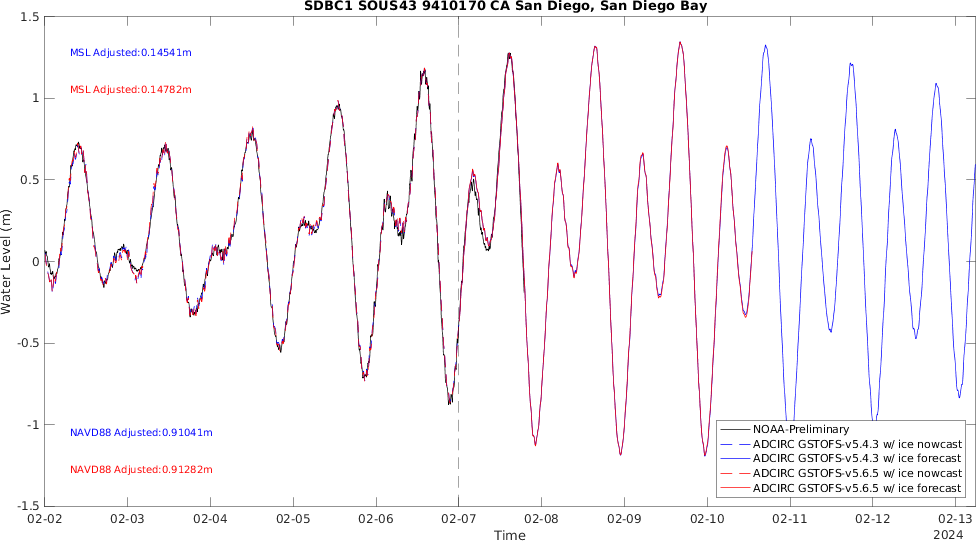 SDBC1 SOUS43 9410170 CA San Diego, San Diego Bay
1.5
MSL Adjusted:0.14541m
MSL Adjusted:0.14782m
1
0.5
0
-0.5
-1
-1.5
Water Level (m)
NAVD88 Adjusted:0.91041m
NAVD88 Adjusted:0.91282m
NOAA-Preliminary
ADCIRC GSTOFS-v5.4.3 w/ ice nowcast
ADCIRC GSTOFS-v5.4.3 w/ ice forecast
ADCIRC GSTOFS-v5.6.5 w/ ice nowcast
ADCIRC GSTOFS-v5.6.5 w/ ice forecast
02-02 02-03 02-04 02-05 02-06 02-07 02-08 02-09 02-10 02-11 02-12 02-13
Time
2024